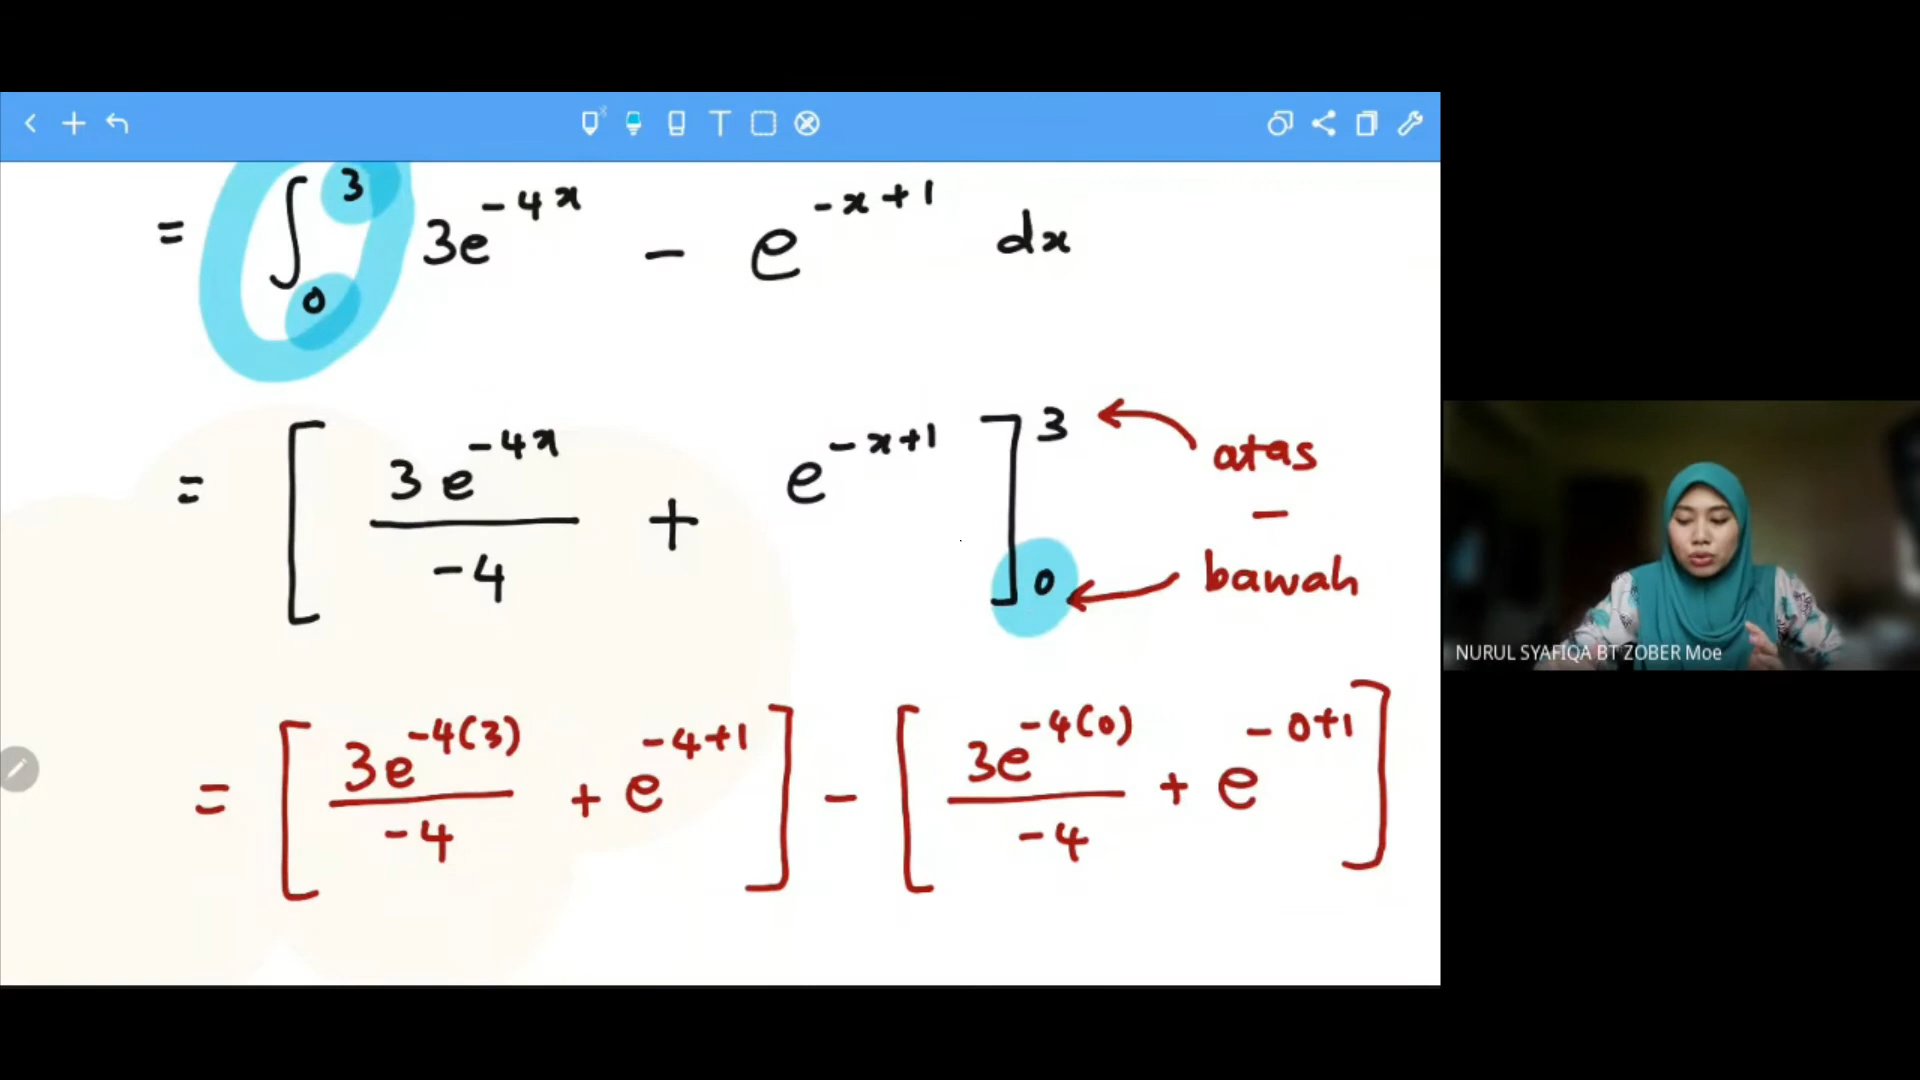 = ∫₀³ 3e^{-4x} - e^{-x+1} dx
= [ 3e^{-4x} / -4 + e^{-x+1} ]₀³
atas
-
bawah
= [ 3e^{-4(3)} / -4 + e^{-4+1} ] - [ 3e^{-4(0)} / -4 + e^{-0+1} ]
NURUL SYAFIQA BT ZOBER Moe